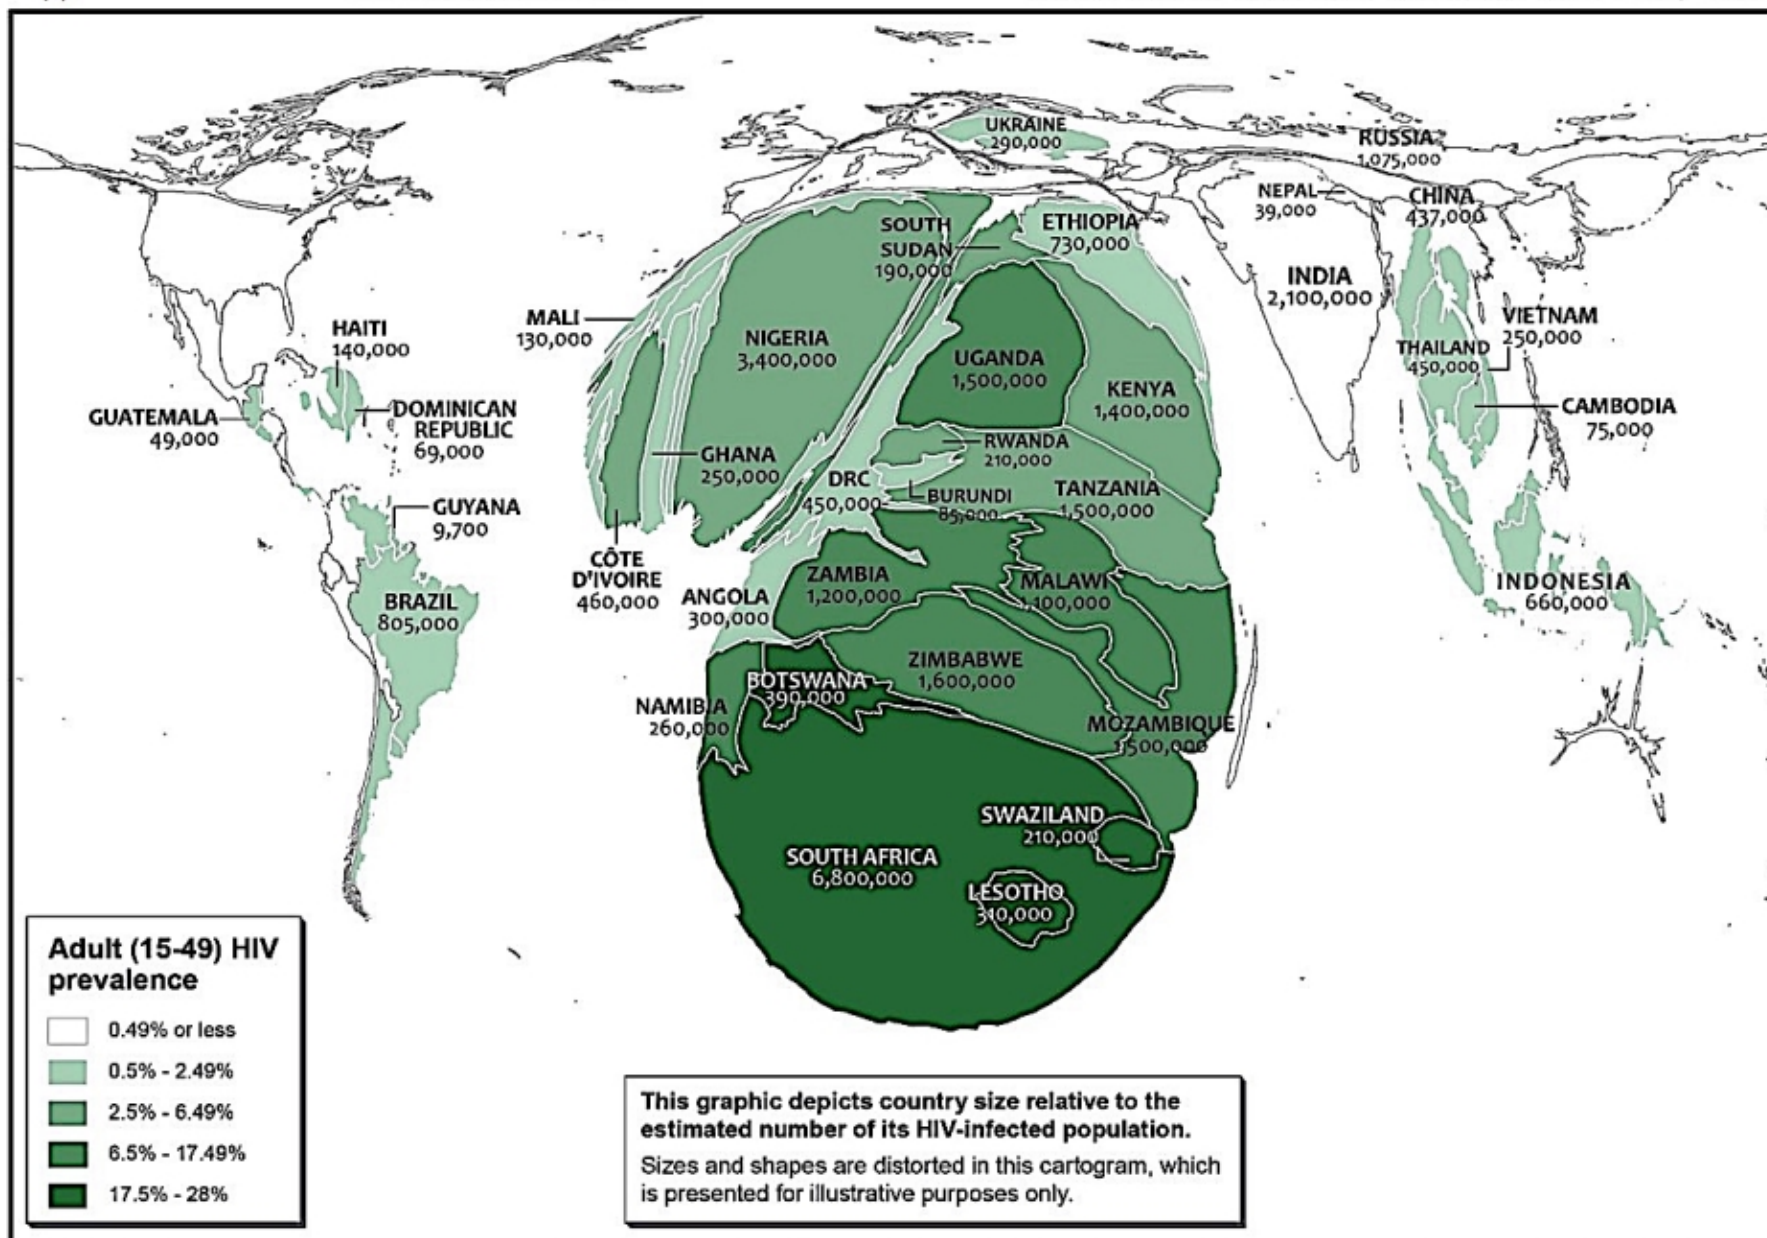 UKRAINE
290,000
RUSSIA
1,075,000
NEPAL
39,000
CHINA
437,000
SOUTH
SUDAN
190,000
ETHIOPIA
730,000
INDIA
2,100,000
MALI
130,000
HAITI
140,000
NIGERIA
3,400,000
UGANDA
1,500,000
KENYA
1,400,000
VIETNAM
250,000
THAILAND
450,000
CAMBODIA
75,000
GUATEMALA
49,000
DOMINICAN
REPUBLIC
69,000
GHANA
250,000
RWANDA
210,000
DRC
450,000
BURUNDI
85,000
TANZANIA
1,500,000
GUYANA
9,700
CÔTE
D'IVOIRE
460,000
BRAZIL
805,000
ANGOLA
300,000
ZAMBIA
1,200,000
MALAWI
1,100,000
INDONESIA
660,000
ZIMBABWE
1,600,000
BOTSWANA
390,000
NAMIBIA
260,000
MOZAMBIQUE
1,500,000
SWAZILAND
210,000
SOUTH AFRICA
6,800,000
LESOTHO
310,000
Adult (15-49) HIV
prevalence
0.49% or less
0.5% - 2.49%
2.5% - 6.49%
6.5% - 17.49%
17.5% - 28%
This graphic depicts country size relative to the
estimated number of its HIV-infected population.
Sizes and shapes are distorted in this cartogram, which
is presented for illustrative purposes only.